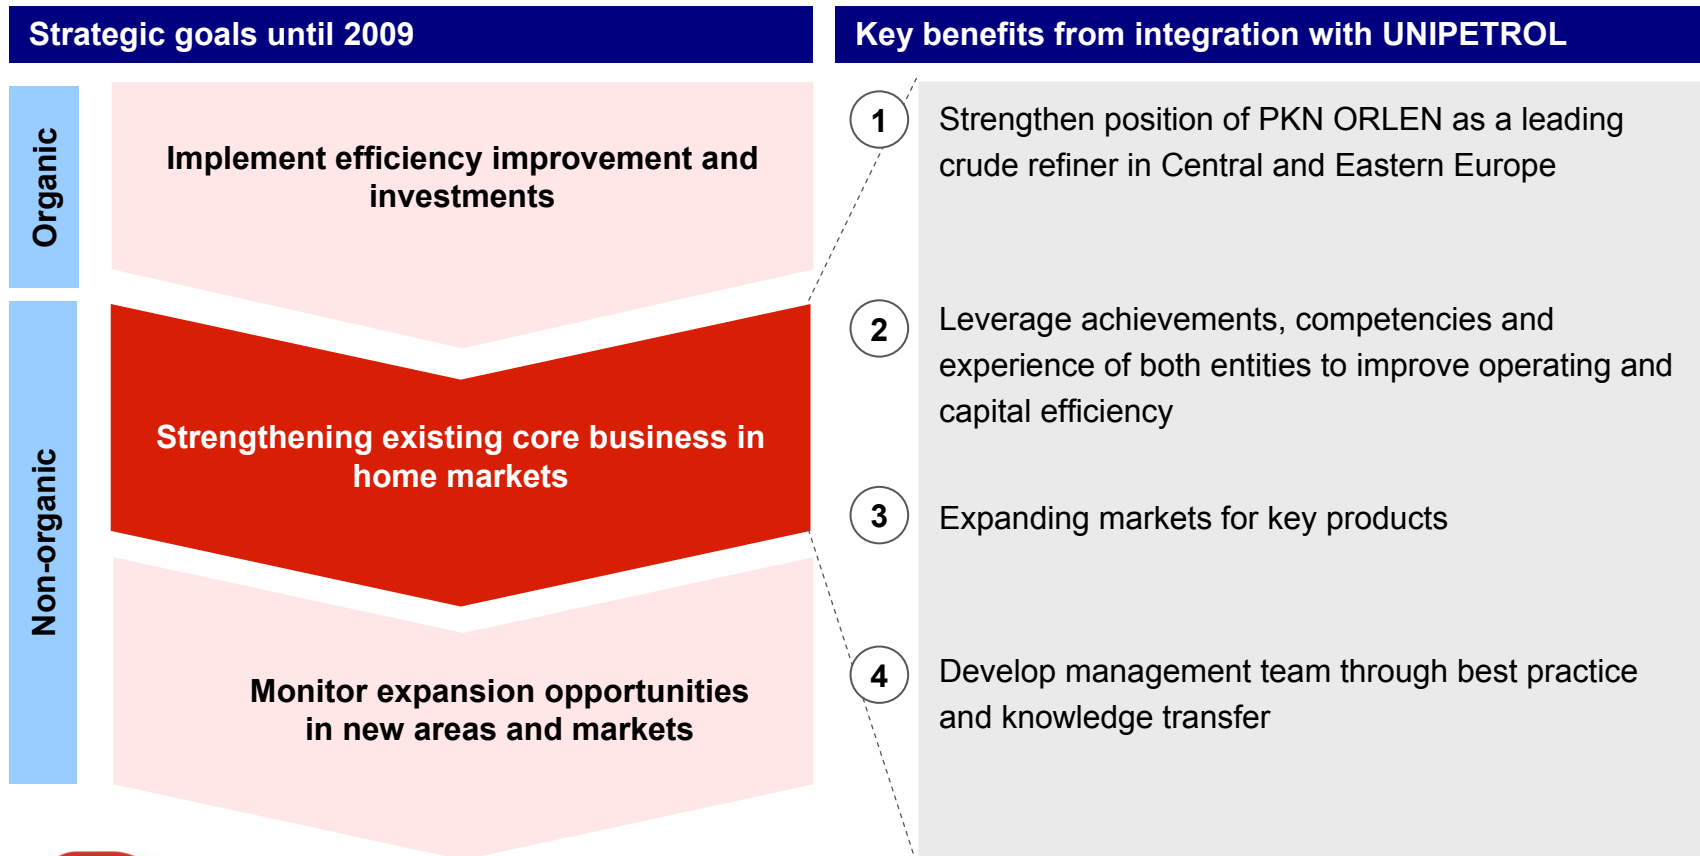 Strategic goals until 2009
Key benefits from integration with UNIPETROL
Organic
Implement efficiency improvement and
investments
Non-organic
Strengthening existing core business in
home markets
Monitor expansion opportunities
in new areas and markets
1
Strengthen position of PKN ORLEN as a leading
crude refiner in Central and Eastern Europe
2
Leverage achievements, competencies and
experience of both entities to improve operating and
capital efficiency
3
Expanding markets for key products
4
Develop management team through best practice
and knowledge transfer